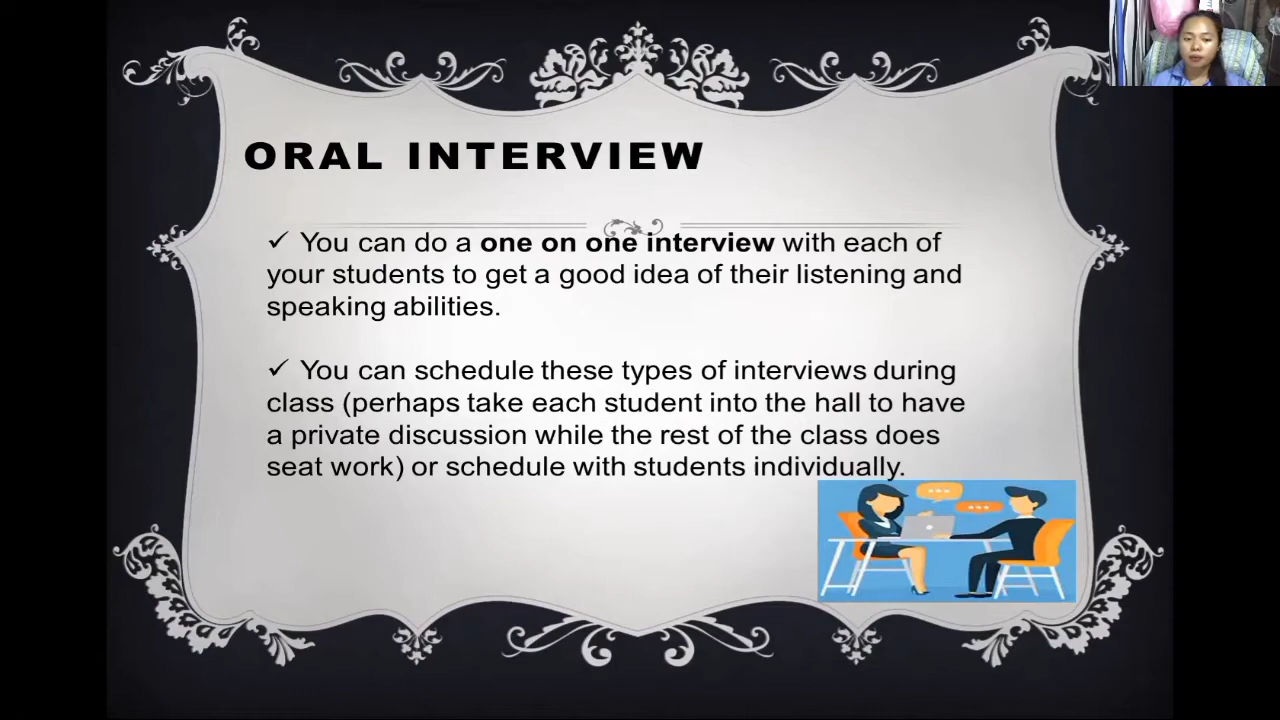 ORAL INTERVIEW
✓ You can do a one on one interview with each of
your students to get a good idea of their listening and
speaking abilities.
✓ You can schedule these types of interviews during
class (perhaps take each student into the hall to have
a private discussion while the rest of the class does
seat work) or schedule with students individually.